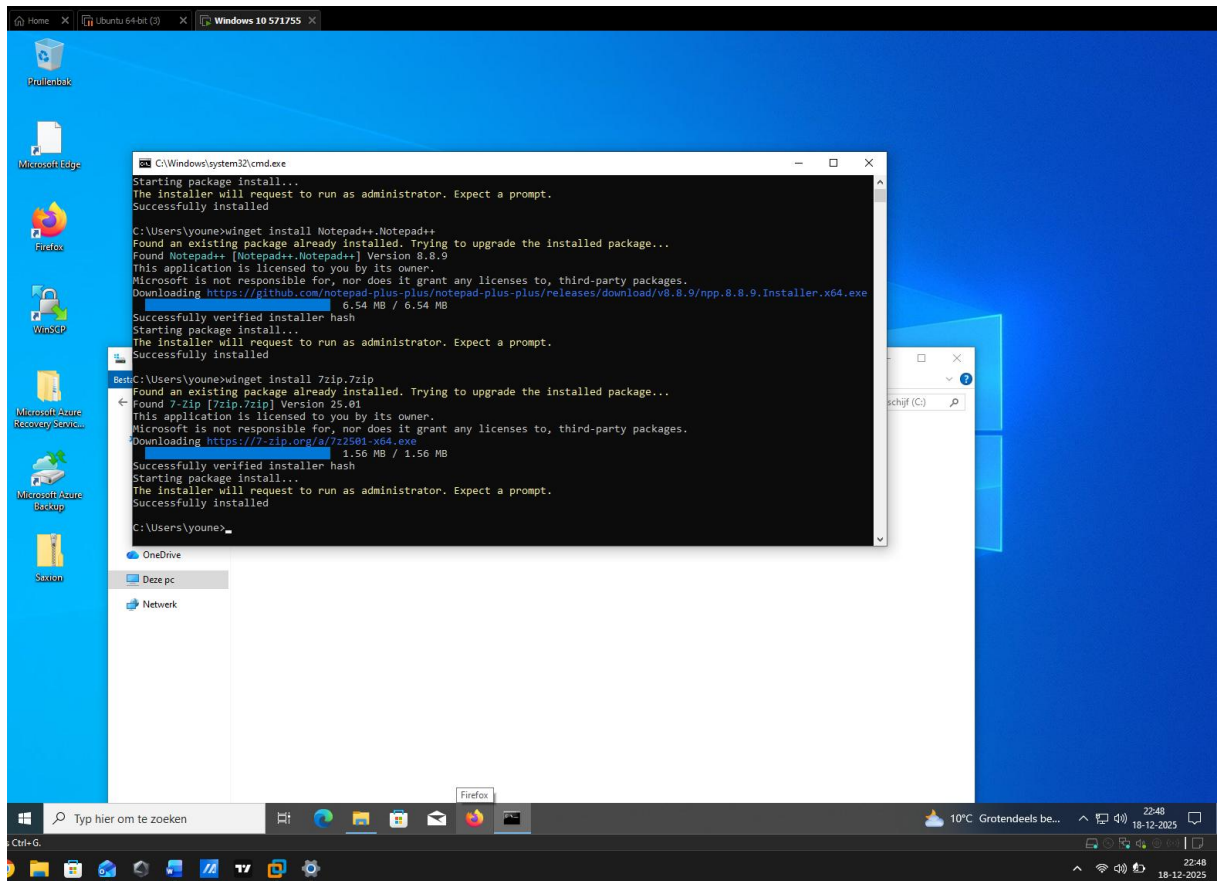 Home
Ubuntu 64-bit (3)
Windows 10 571755
Prullenbak
Microsoft Edge
Firefox
WinSCP
Microsoft Azure
Recovery Servic...
Microsoft Azure
Backup
Saxion
C:\Windows\system32\cmd.exe
Starting package install...
The installer will request to run as administrator. Expect a prompt.
Successfully installed
C:\Users\youne>winget install Notepad++.Notepad++
Found an existing package already installed. Trying to upgrade the installed package...
Found Notepad++ [Notepad++.Notepad++] Version 8.8.9
This application is licensed to you by its owner.
Microsoft is not responsible for, nor does it grant any licenses to, third-party packages.
Downloading https://github.com/notepad-plus-plus/notepad-plus-plus/releases/download/v8.8.9/npp.8.8.9.Installer.x64.exe
6.54 MB / 6.54 MB
Successfully verified installer hash
Starting package install...
The installer will request to run as administrator. Expect a prompt.
Successfully installed
C:\Users\youne>winget install 7zip.7zip
Found an existing package already installed. Trying to upgrade the installed package...
Found 7-Zip [7zip.7zip] Version 25.01
This application is licensed to you by its owner.
Microsoft is not responsible for, nor does it grant any licenses to, third-party packages.
Downloading https://7-zip.org/a/7z2501-x64.exe
1.56 MB / 1.56 MB
Successfully verified installer hash
Starting package install...
The installer will request to run as administrator. Expect a prompt.
Successfully installed
C:\Users\youne>
Best
schijf (C:)
OneDrive
Deze pc
Netwerk
Firefox
Typ hier om te zoeken
10°C Grotendeels be...
22:48
18-12-2025
Ctrl+G.
22:48
18-12-2025